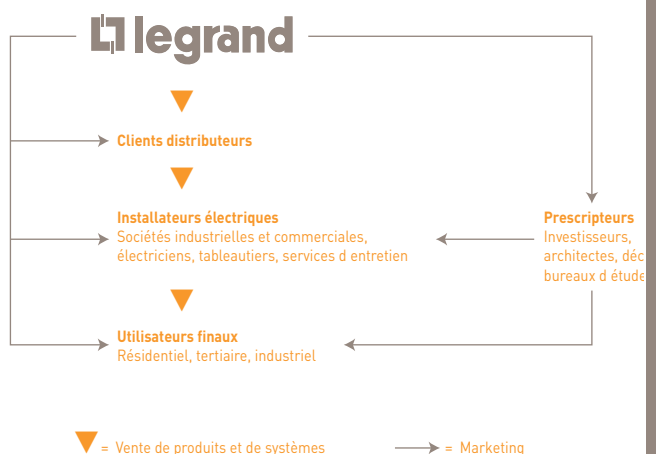 legrand
Clients distributeurs
Installateurs électriques
Sociétés industrielles et commerciales,
électriciens, tableautiers, services d entretien
Prescripteurs
Investisseurs,
architectes,
bureaux d
Utilisateurs finaux
Résidentiel, tertiaire, industriel
= Vente de produits et de systèmes
= Marketing